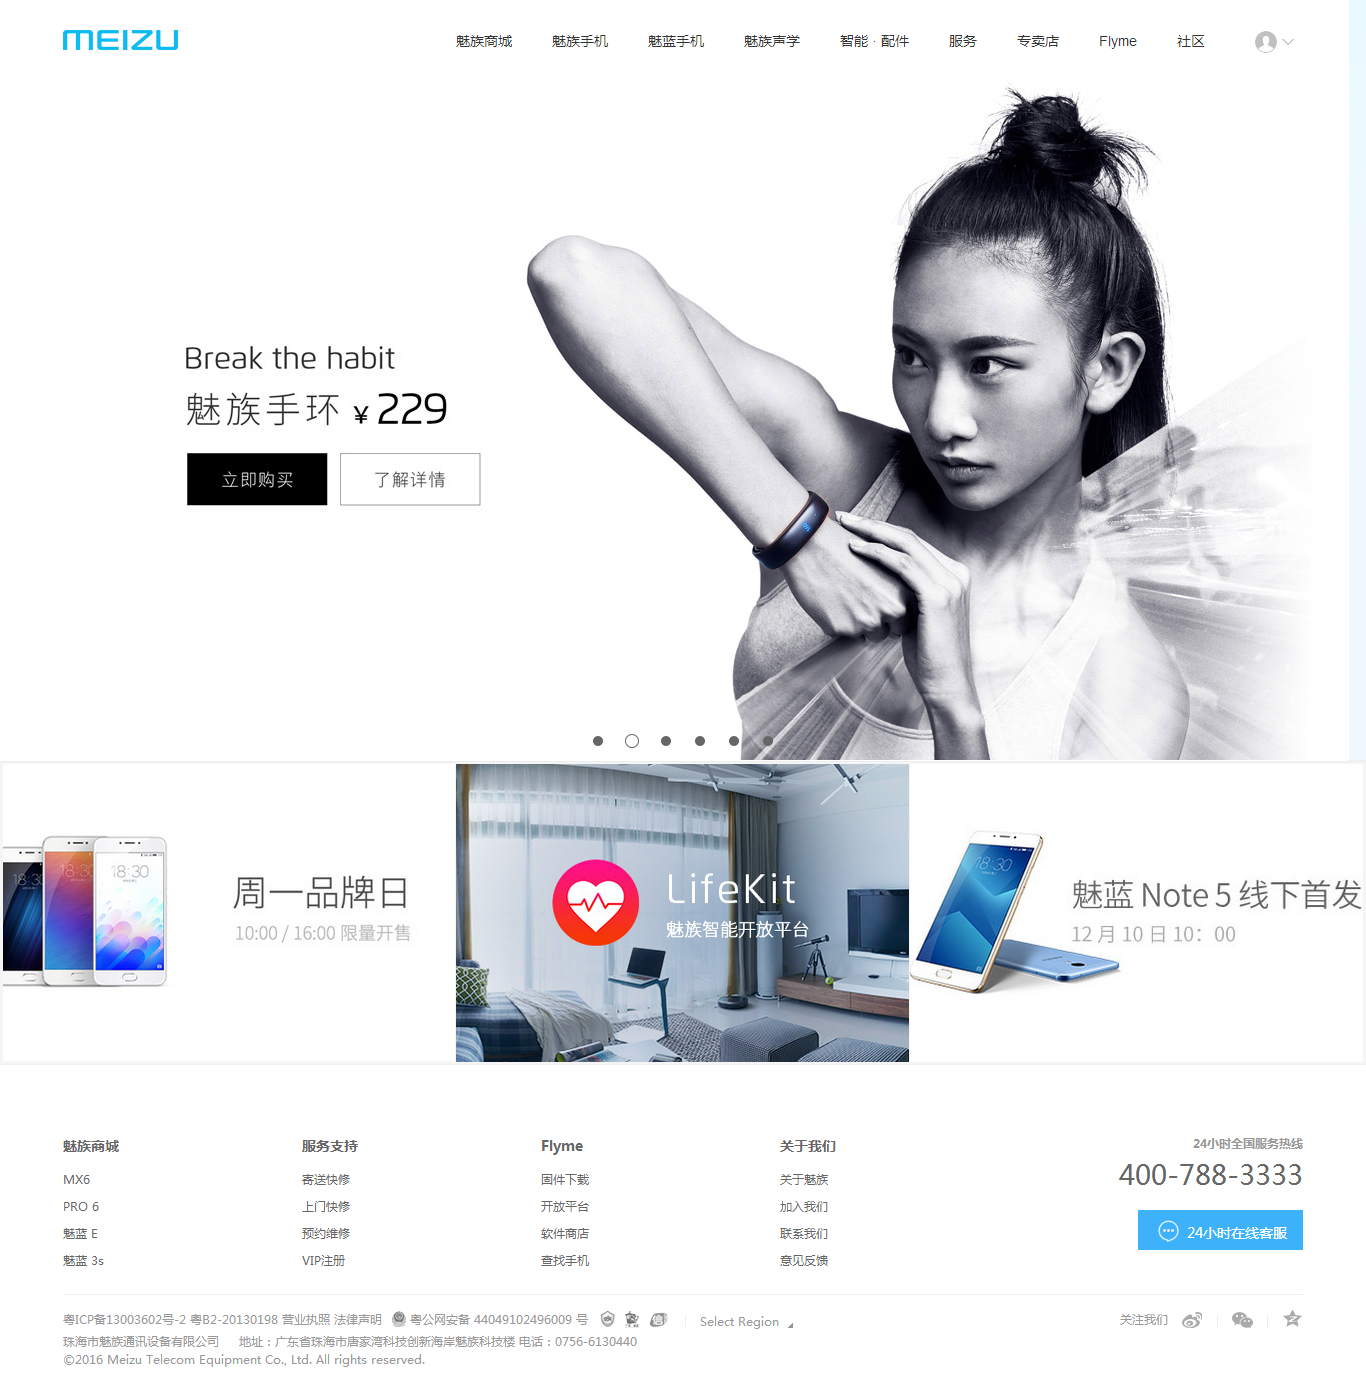 MEIZU
魅族商城 魅族手机 魅蓝手机 魅族声学 智能 · 配件 服务 专卖店 Flyme 社区
Break the habit
魅族手环 ¥ 229
立即购买 了解详情
周一品牌日
10:00 / 16:00 限量开售
LifeKit
魅族智能开放平台
魅蓝 Note 5 线下首发
12 月 10 日 10：00
18:30
18:30
18:30
魅族商城 服务支持 Flyme 关于我们 24小时全国服务热线
400-788-3333
MX6 寄送快修 固件下载 关于魅族
PRO 6 上门快修 开放平台 加入我们
魅蓝 E 预约维修 软件商店 联系我们 24小时在线客服
魅蓝 3s VIP注册 查找手机 意见反馈
粤ICP备13003602号-2 粤B2-20130198 营业执照 法律声明 粤公网安备 44049102496009 号 信 Select Region 关注我们
珠海市魅族通讯设备有限公司 地址：广东省珠海市唐家湾科技创新海岸魅族科技楼 电话：0756-6130440
©2016 Meizu Telecom Equipment Co., Ltd. All rights reserved.